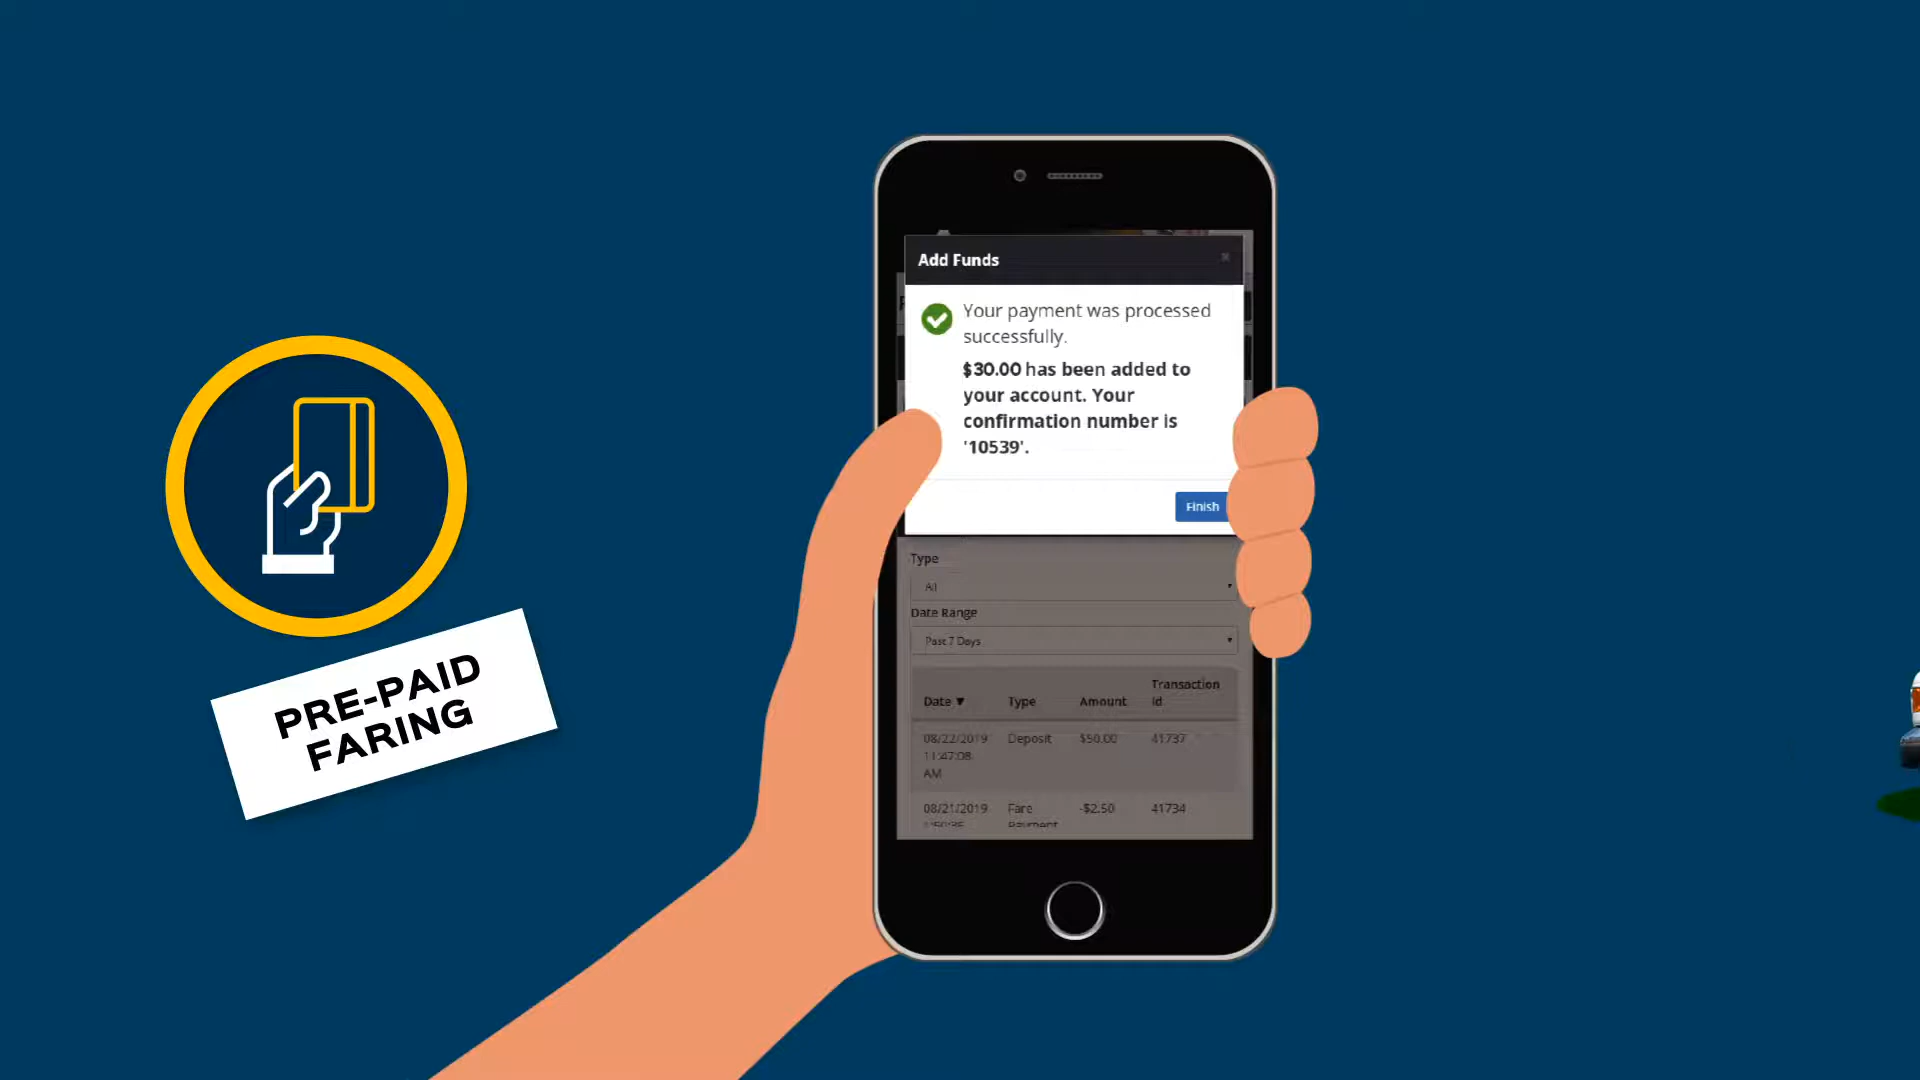 PRE-PAID
FARING
Add Funds
Your payment was processed
successfully.
$30.00 has been added to
your account. Your
confirmation number is
'10539'.
Finish
Type
All
Date Range
Past 7 Days
Date ▼ Type Amount Transaction Id
08/22/2019 Deposit $50.00 41737
11:47:08
AM
08/21/2019 Fare -$2.50 41734
Payment